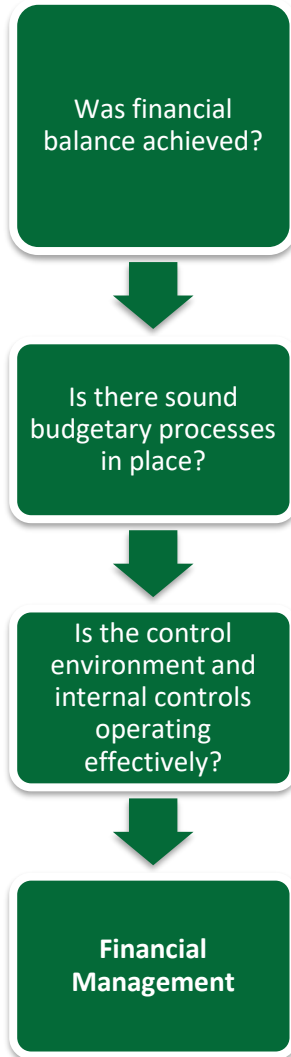 Was financial
balance achieved?
Is there sound
budgetary processes
in place?
Is the control
environment and
internal controls
operating
effectively?
Financial
Management